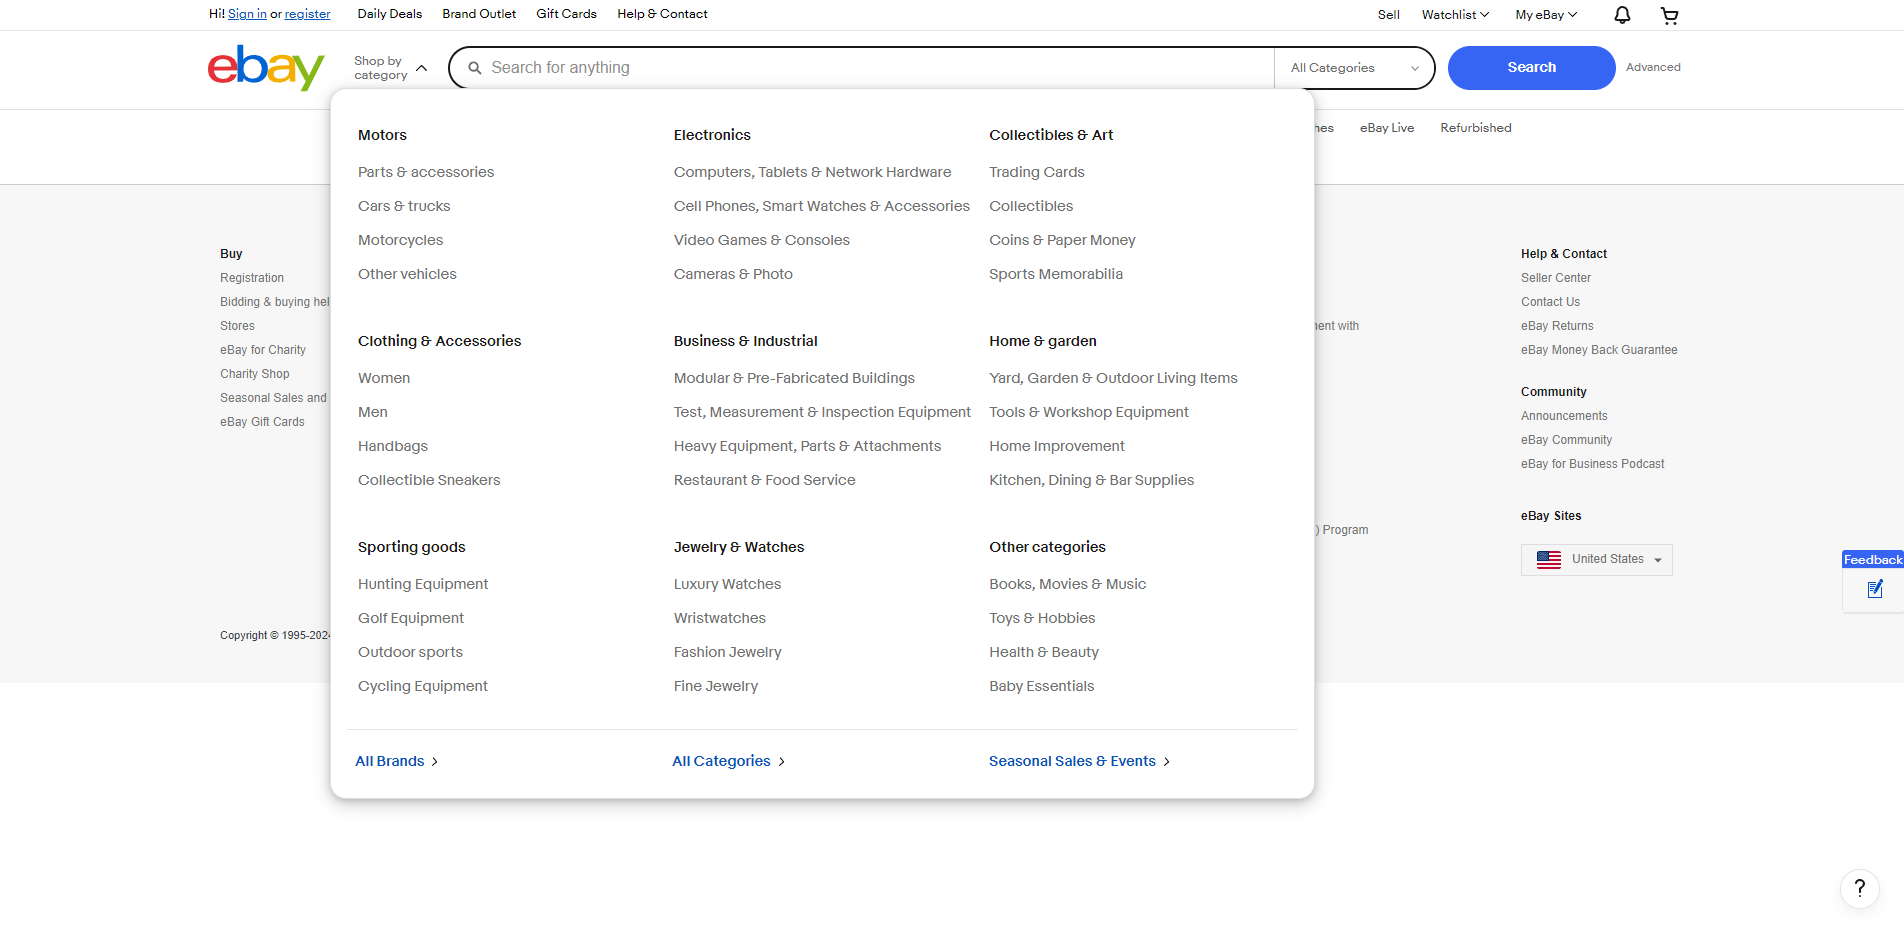 Hi! Sign in or register Daily Deals Brand Outlet Gift Cards Help & Contact Sell Watchlist My eBay
ebay Shop by category Search for anything All Categories Search Advanced
eBay Live Refurbished
Motors
Parts & accessories
Cars & trucks
Motorcycles
Other vehicles
Electronics
Computers, Tablets & Network Hardware
Cell Phones, Smart Watches & Accessories
Video Games & Consoles
Cameras & Photo
Collectibles & Art
Trading Cards
Collectibles
Coins & Paper Money
Sports Memorabilia
Clothing & Accessories
Women
Men
Handbags
Collectible Sneakers
Business & Industrial
Modular & Pre-Fabricated Buildings
Test, Measurement & Inspection Equipment
Heavy Equipment, Parts & Attachments
Restaurant & Food Service
Home & garden
Yard, Garden & Outdoor Living Items
Tools & Workshop Equipment
Home Improvement
Kitchen, Dining & Bar Supplies
Sporting goods
Hunting Equipment
Golf Equipment
Outdoor sports
Cycling Equipment
Jewelry & Watches
Luxury Watches
Wristwatches
Fashion Jewelry
Fine Jewelry
Other categories
Books, Movies & Music
Toys & Hobbies
Health & Beauty
Baby Essentials
All Brands
All Categories
Seasonal Sales & Events
Buy
Registration
Bidding & buying
Stores
eBay for Charity
Charity Shop
Seasonal Sales and
eBay Gift Cards
with
) Program
Help & Contact
Seller Center
Contact Us
eBay Returns
eBay Money Back Guarantee
Community
Announcements
eBay Community
eBay for Business Podcast
eBay Sites
United States
Feedback
Copyright © 1995-2024
?